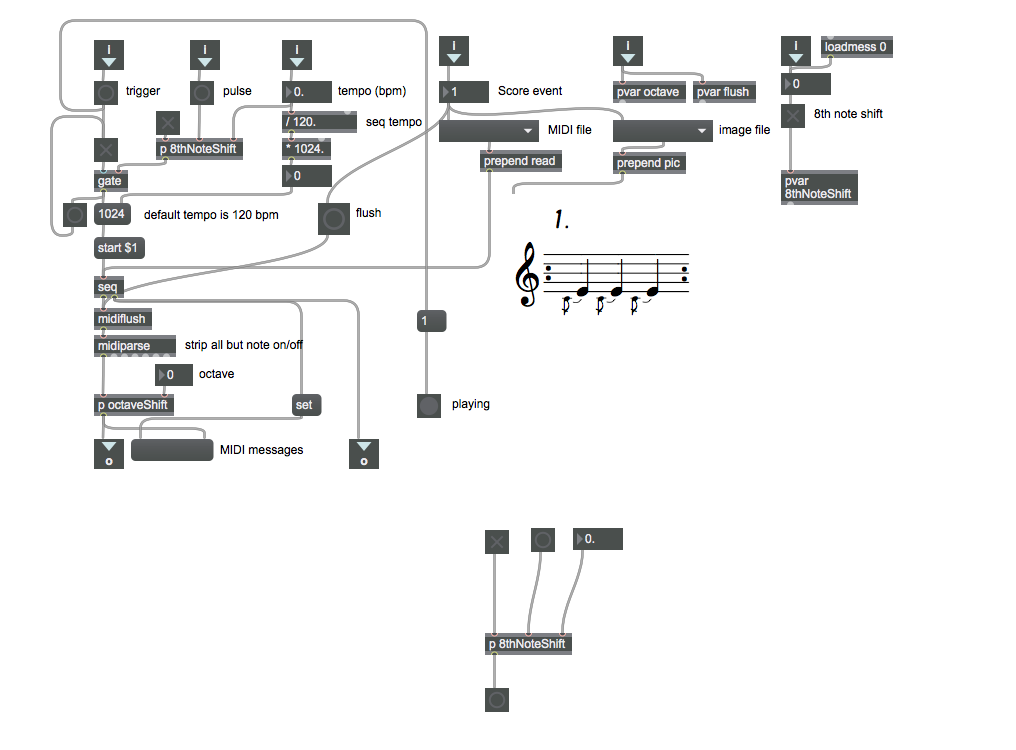 i
i
i
i
i
i
loadmess 0
trigger
pulse
0.
tempo (bpm)
1
Score event
pvar octave
pvar flush
0
/ 120.
seq tempo
MIDI file
image file
8th note shift
p 8thNoteShift
* 1024.
prepend read
prepend pic
gate
0
pvar
8thNoteShift
1024
default tempo is 120 bpm
flush
1.
start $1
seq
midiflush
1
midiparse
strip all but note on/off
0
octave
p octaveShift
set
playing
MIDI messages
o
o
0.
p 8thNoteShift